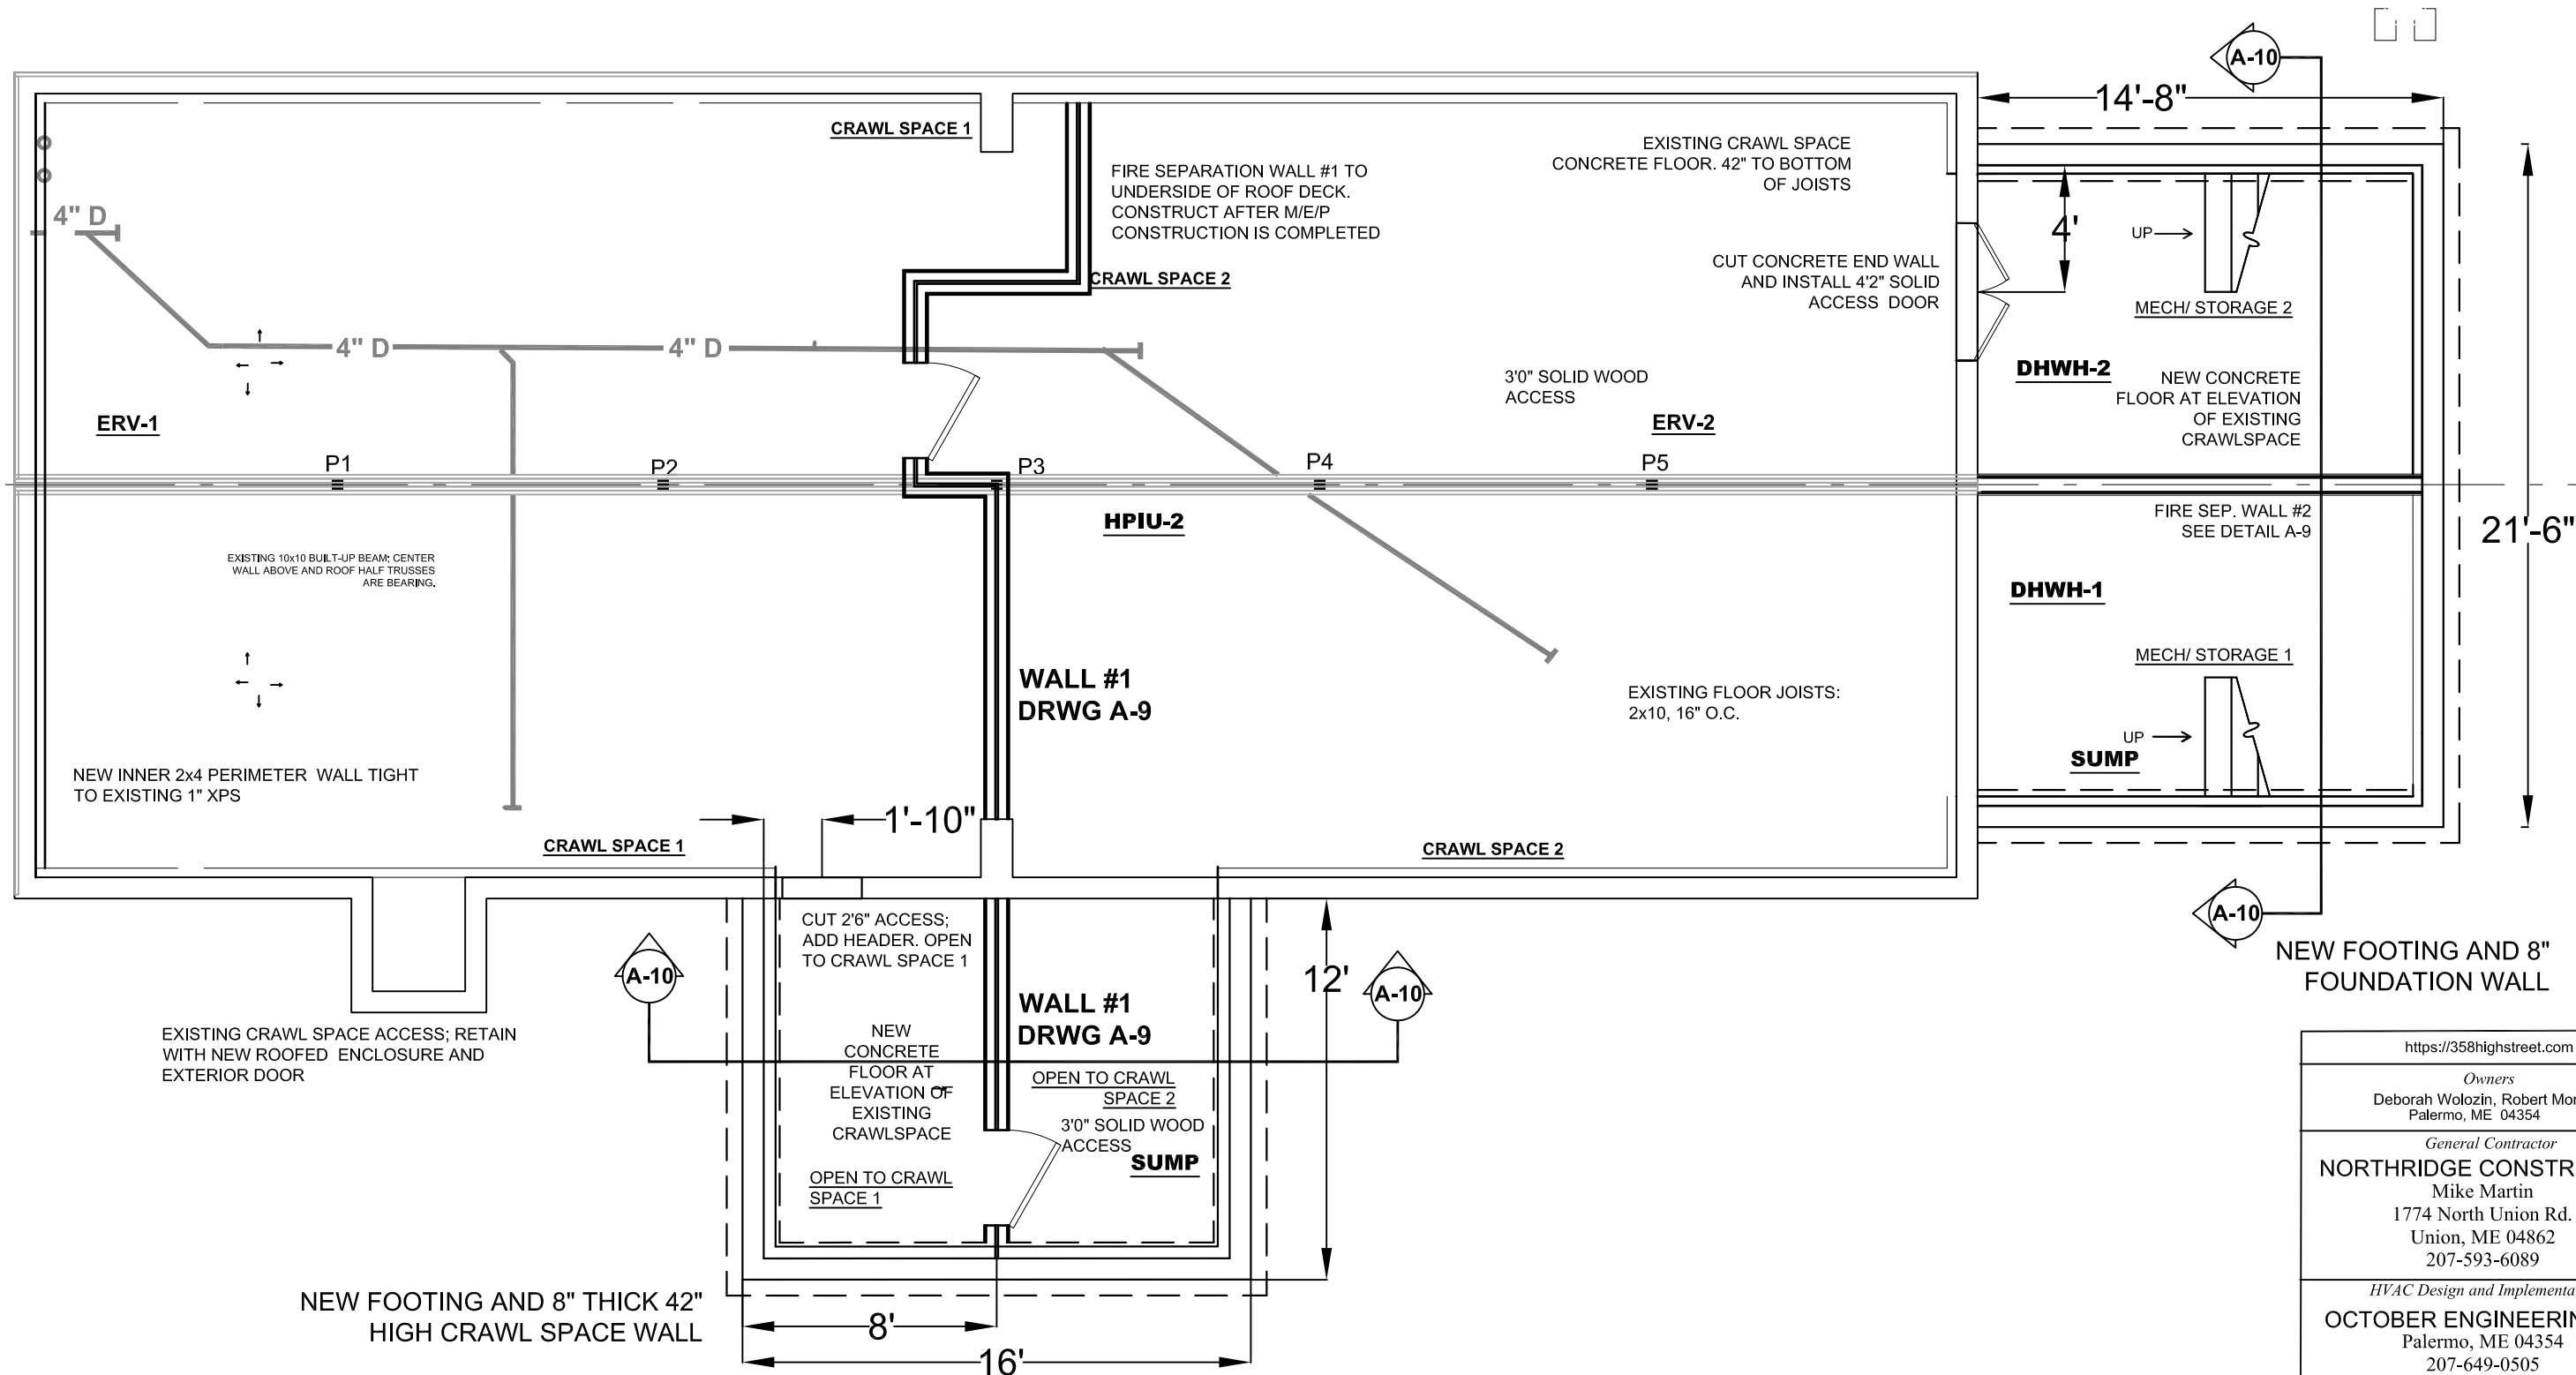 A-10
14'-8"
CRAWL SPACE 1
FIRE SEPARATION WALL #1 TO
UNDERSIDE OF ROOF DECK.
CONSTRUCT AFTER M/E/P
CONSTRUCTION IS COMPLETED
EXISTING CRAWL SPACE
CONCRETE FLOOR. 42" TO BOTTOM
OF JOISTS
4" D
4'
UP
CRAWL SPACE 2
CUT CONCRETE END WALL
AND INSTALL 4'2" SOLID
ACCESS DOOR
MECH/ STORAGE 2
4" D
4" D
3'0" SOLID WOOD
ACCESS
DHWH-2
NEW CONCRETE
FLOOR AT ELEVATION
OF EXISTING
CRAWLSPACE
ERV-1
ERV-2
P1
P2
P3
P4
P5
HPIU-2
FIRE SEP. WALL #2
SEE DETAIL A-9
21'-6"
EXISTING 10x10 BUILT-UP BEAM; CENTER
WALL ABOVE AND ROOF HALF TRUSSES
ARE BEARING.
DHWH-1
MECH/ STORAGE 1
WALL #1
DRWG A-9
EXISTING FLOOR JOISTS:
2x10, 16" O.C.
UP
SUMP
NEW INNER 2x4 PERIMETER WALL TIGHT
TO EXISTING 1" XPS
1'-10"
CRAWL SPACE 1
CRAWL SPACE 2
CUT 2'6" ACCESS;
ADD HEADER. OPEN
TO CRAWL SPACE 1
A-10
A-10
12'
A-10
NEW FOOTING AND 8"
FOUNDATION WALL
WALL #1
DRWG A-9
EXISTING CRAWL SPACE ACCESS; RETAIN
WITH NEW ROOFED ENCLOSURE AND
EXTERIOR DOOR
NEW
CONCRETE
FLOOR AT
ELEVATION OF
EXISTING
CRAWLSPACE
OPEN TO CRAWL
SPACE 2
3'0" SOLID WOOD
ACCESS
SUMP
OPEN TO CRAWL
SPACE 1
NEW FOOTING AND 8" THICK 42"
HIGH CRAWL SPACE WALL
8'
16'
https://358highstreet.com
Owners
Deborah Wolozin, Robert
Palermo, ME 04354
General Contractor
NORTHRIDGE
Mike Martin
1774 North Union Rd.
Union, ME 04862
207-593-6089
HVAC Design and
OCTOBER
Palermo, ME 04354
207-649-0505